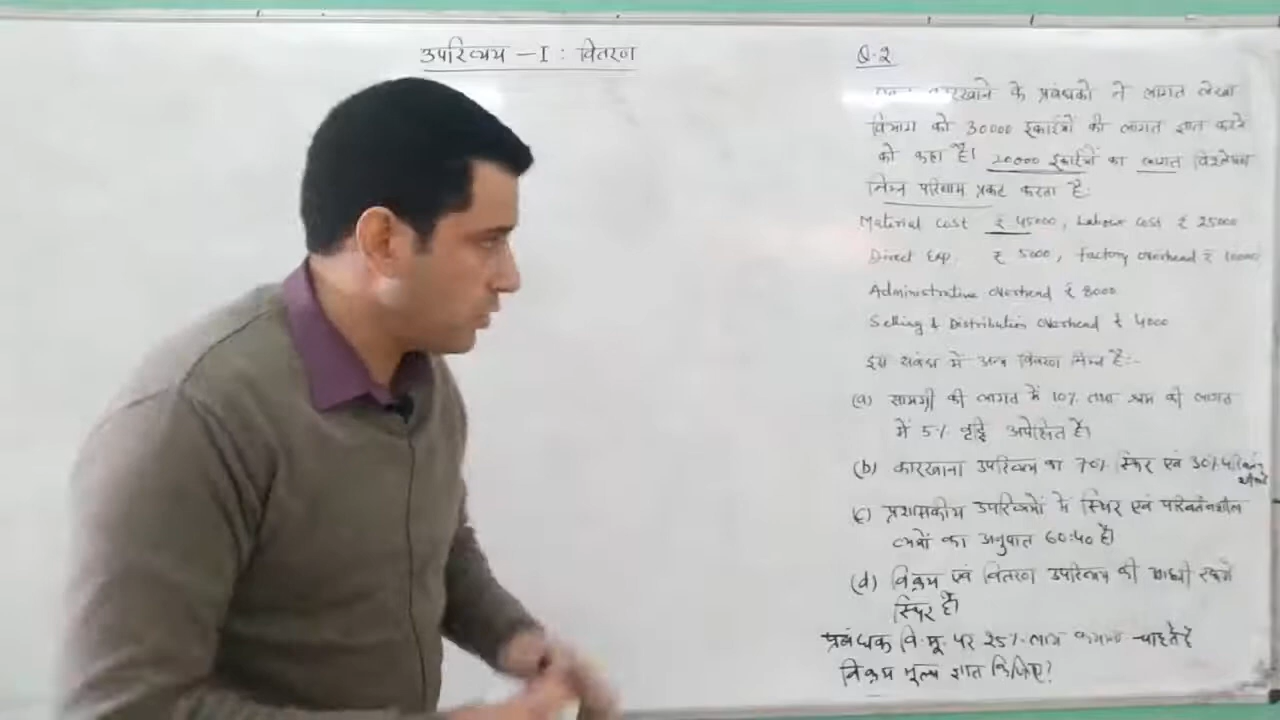 उपरिव्यय - I : वितरण
Q.2
कारखाने के प्रबंधकों ने लागत लेखा
विभाग को 30000 इकाईयों की लागत ज्ञात करने
को कहा है। 20000 इकाईयों का लागत विश्लेषण
निम्न परिणाम प्रकट करता है:
Material Cost ₹ 45000, Labour Cost ₹ 25000
Direct Exp. ₹ 5000, Factory overhead ₹ 10000
Administrative overhead ₹ 8000
Selling & Distribution overhead ₹ 4000
इस संबंध में अन्य विवरण निम्न है:-
(a) सामग्री की लागत में 10% तथा श्रम की लागत
में 5% वृद्धि अपेक्षित है।
(b) कारखाना उपरिव्यय का 70% स्थिर एवं 30%
(c) प्रशासकीय उपरिव्ययों में स्थिर एवं परिवर्तनशील
व्ययों का अनुपात 60:40 है।
(d) विक्रय एवं वितरण उपरिव्यय की आधी रकम
स्थिर है।
प्रबंधक वि.मू. पर 25% लाभ कमाना चाहते है
विक्रय मूल्य ज्ञात किजिए?